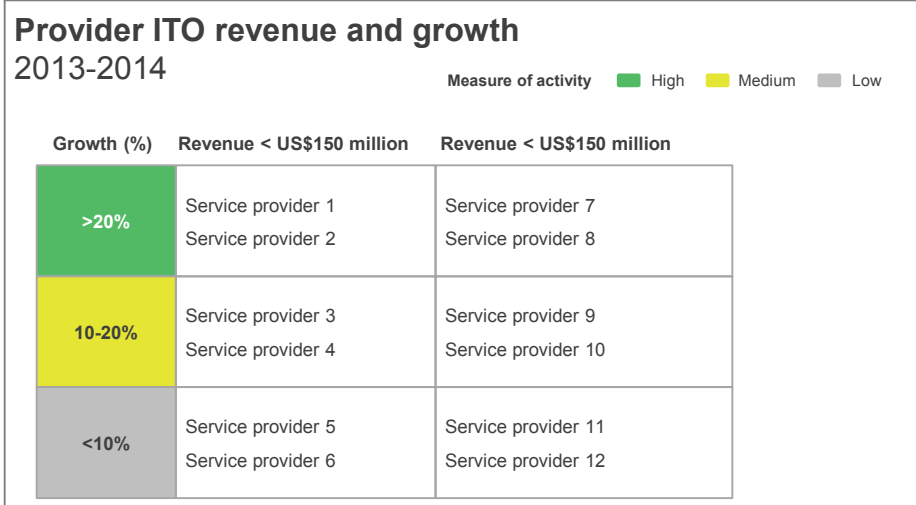 Provider ITO revenue and growth
2013-2014
Measure of activity High Medium Low
Growth (%) Revenue < US$150 million Revenue < US$150 million
>20%
Service provider 1
Service provider 2
Service provider 7
Service provider 8
10-20%
Service provider 3
Service provider 4
Service provider 9
Service provider 10
<10%
Service provider 5
Service provider 6
Service provider 11
Service provider 12